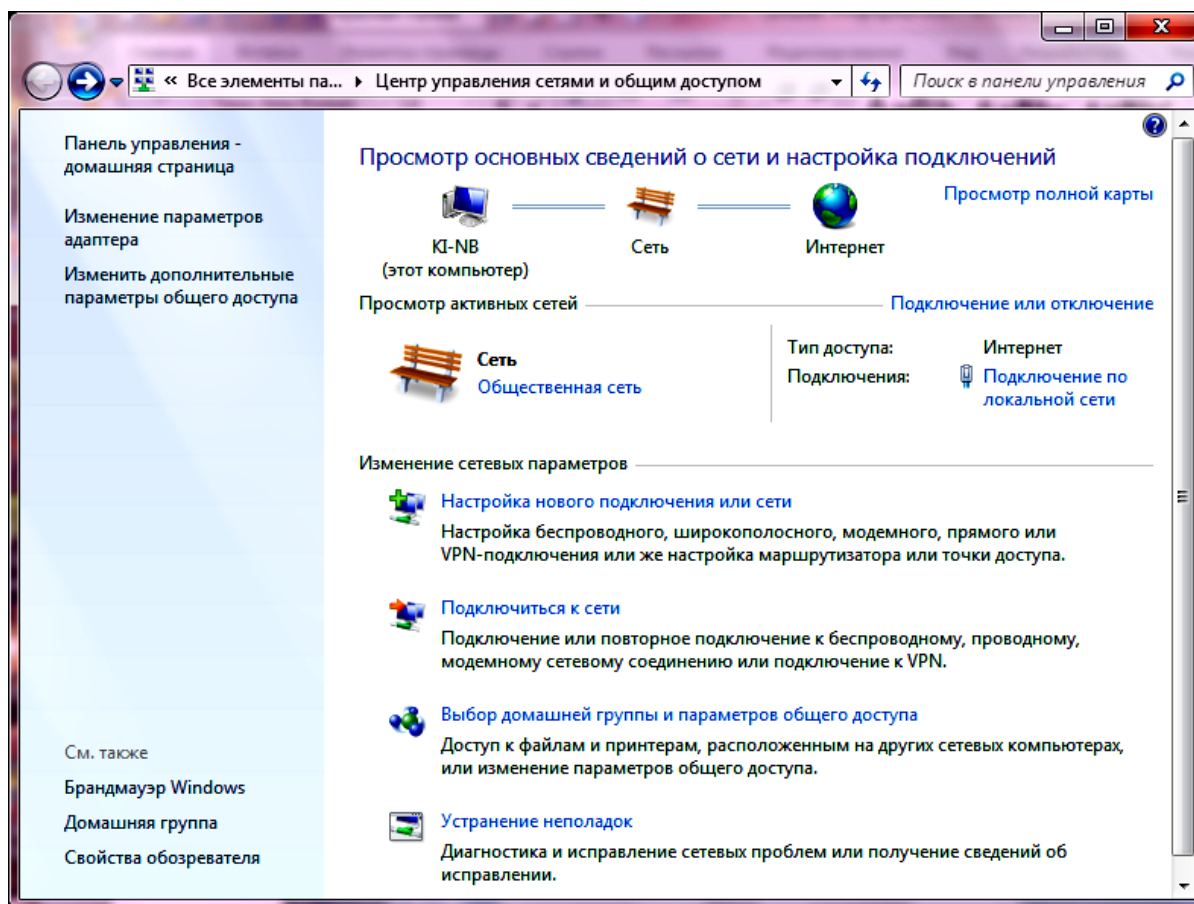 « Все элементы па... Центр управления сетями и общим доступом
Поиск в панели управления
Панель управления -
домашняя страница
Изменение параметров
адаптера
Изменить дополнительные
параметры общего доступа
См. также
Брандмауэр Windows
Домашняя группа
Свойства обозревателя
Просмотр основных сведений о сети и настройка подключений
KI-NB
(этот компьютер)
Сеть
Интернет
Просмотр полной карты
Просмотр активных сетей
Подключение или отключение
Сеть
Общественная сеть
Тип доступа: Интернет
Подключения: Подключение по
локальной сети
Изменение сетевых параметров
Настройка нового подключения или сети
Настройка беспроводного, широкополосного, модемного, прямого или
VPN-подключения или же настройка маршрутизатора или точки доступа.
Подключиться к сети
Подключение или повторное подключение к беспроводному, проводному,
модемному сетевому соединению или подключение к VPN.
Выбор домашней группы и параметров общего доступа
Доступ к файлам и принтерам, расположенным на других сетевых компьютерах,
или изменение параметров общего доступа.
Устранение неполадок
Диагностика и исправление сетевых проблем или получение сведений об
исправлении.